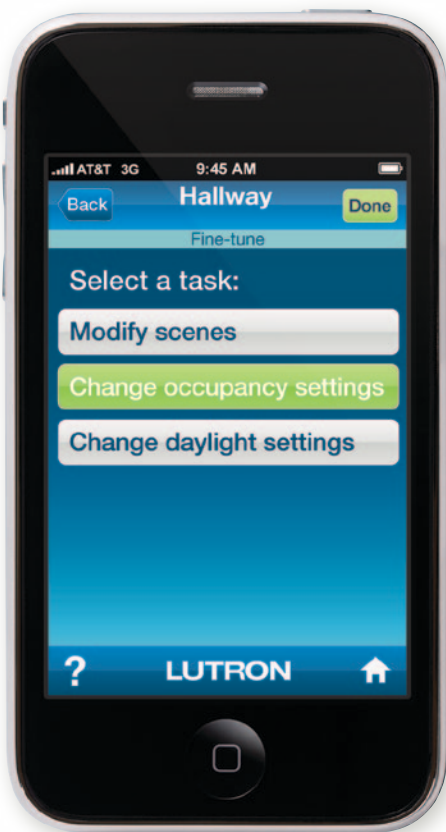 AT&T 3G 9:45 AM
Back Hallway Done
Fine-tune
Select a task:
Modify scenes
Change occupancy settings
Change daylight settings
? LUTRON